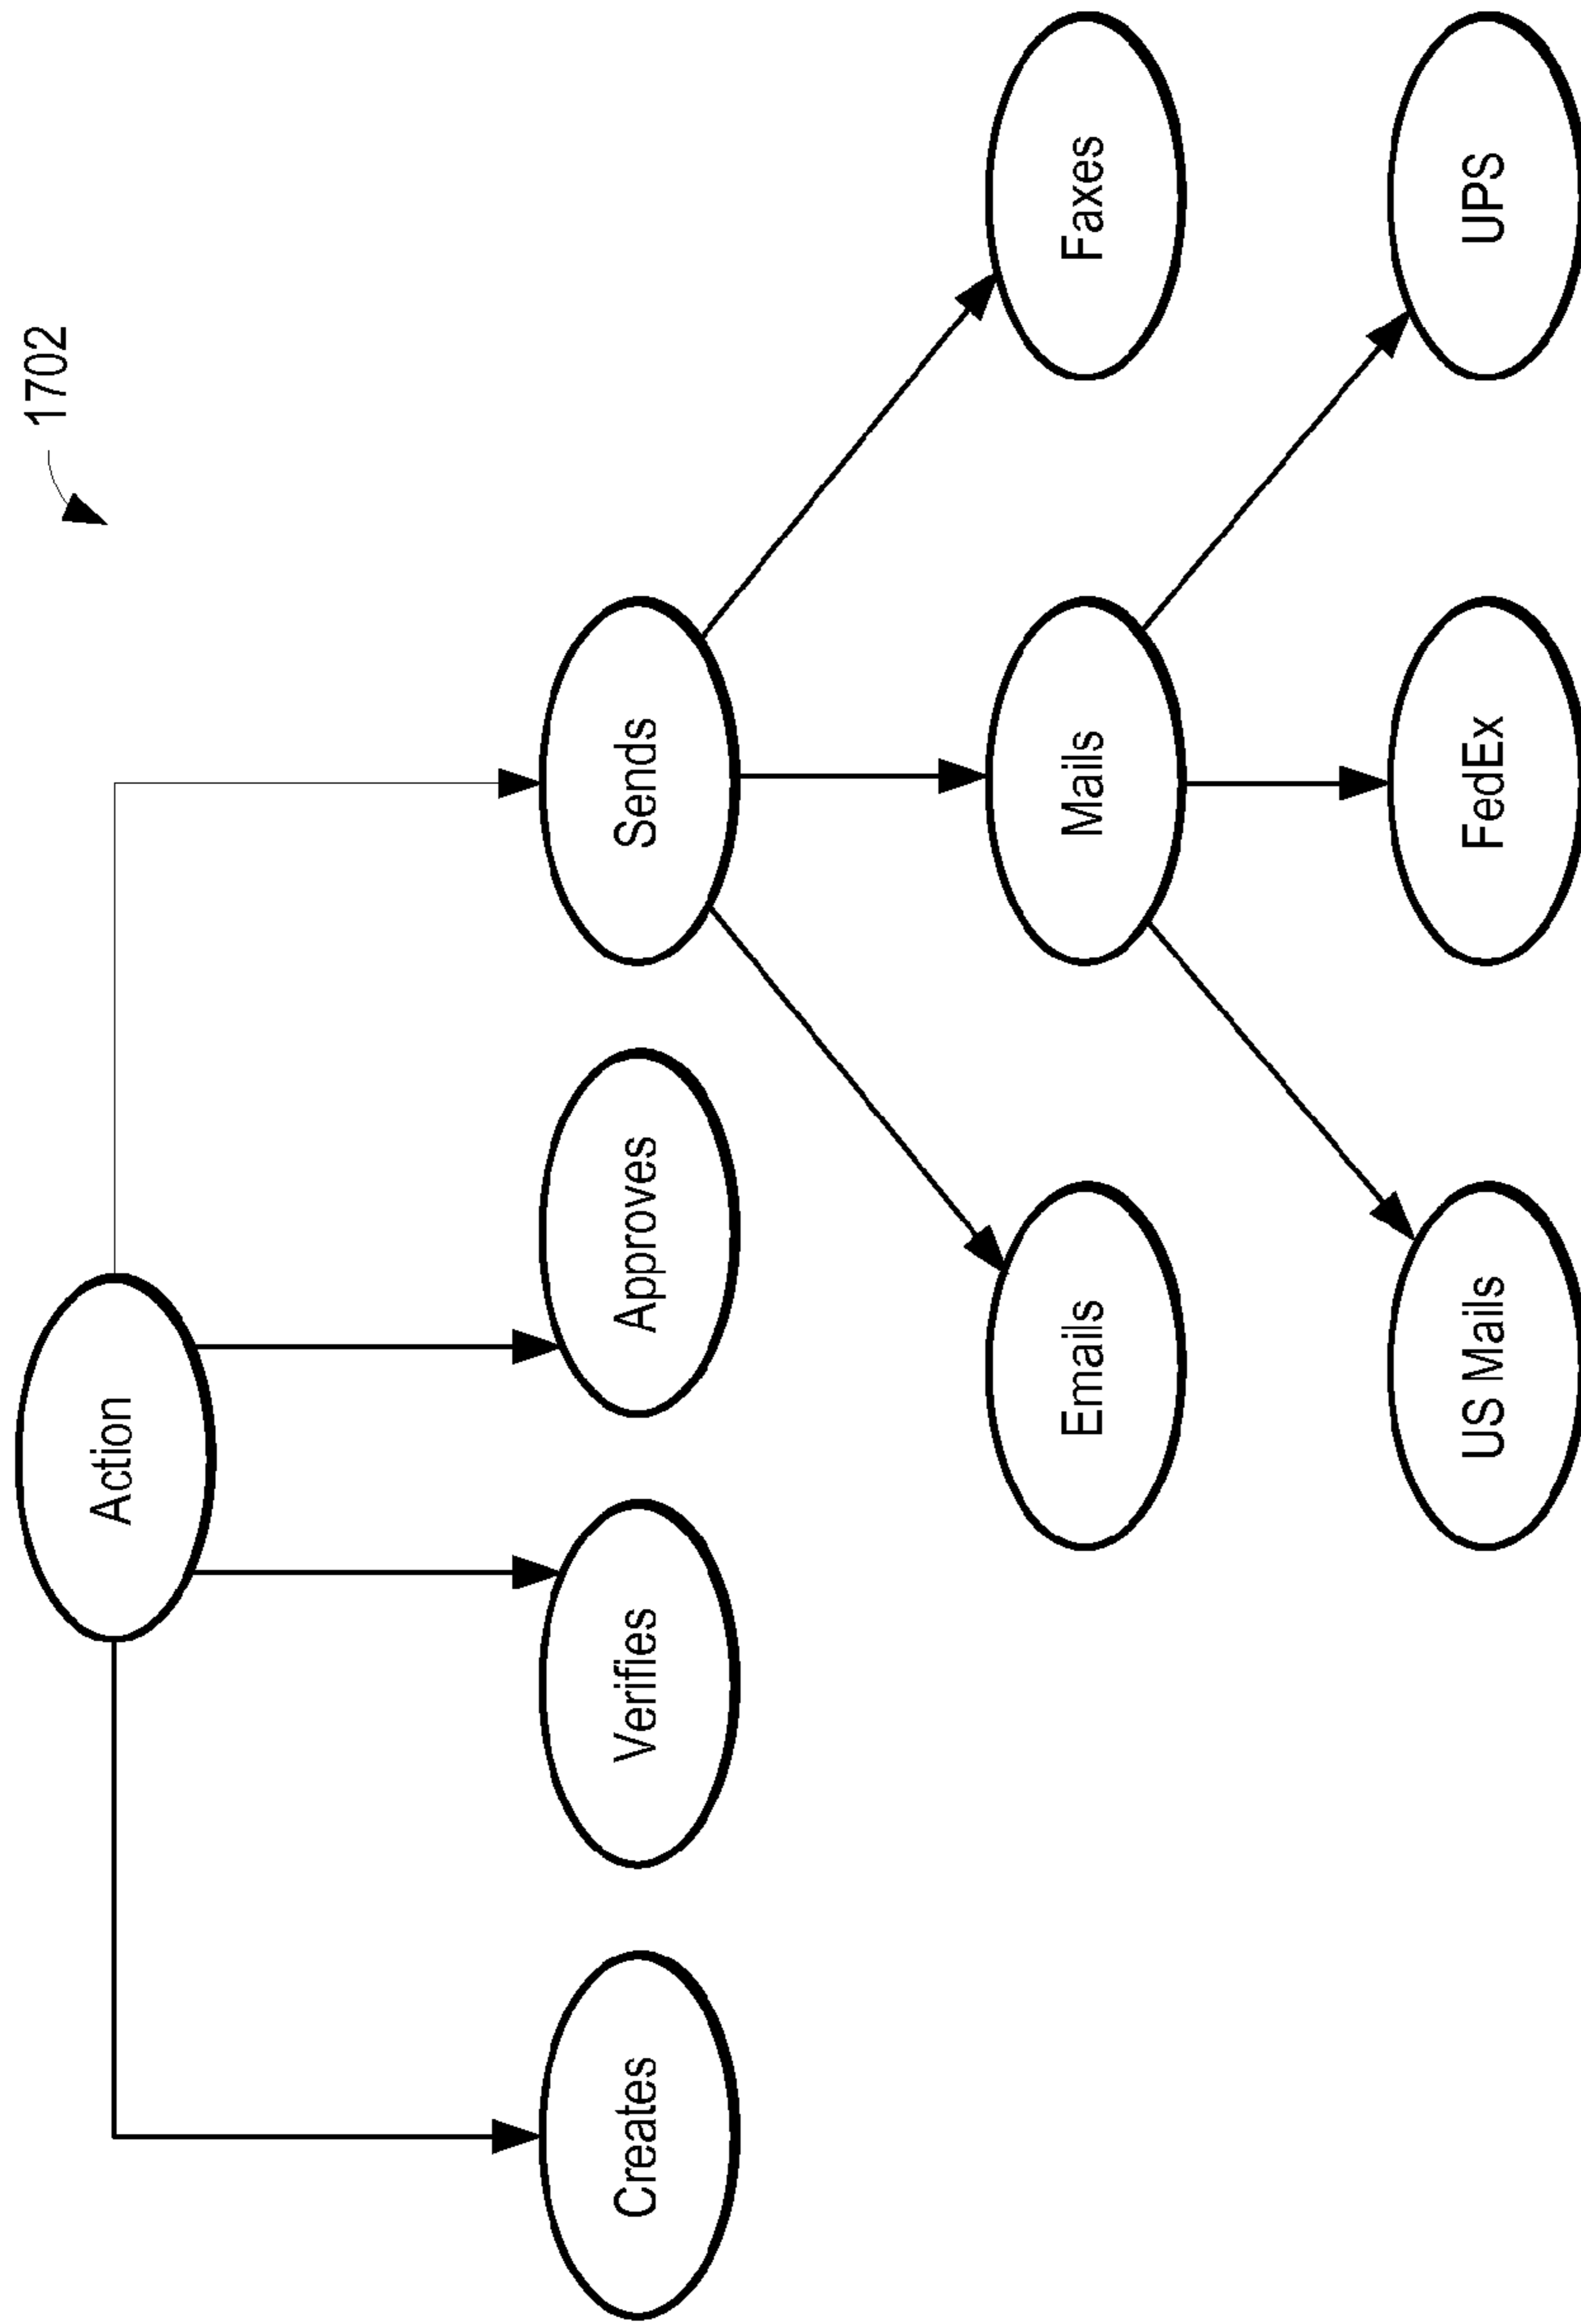 1702
Action
Creates
Verifies
Approves
Sends
Emails
Mails
Faxes
US Mails
FedEx
UPS